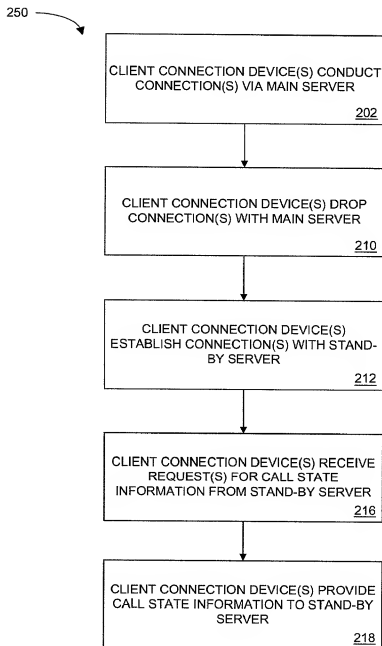 250
CLIENT CONNECTION DEVICE(S) CONDUCT
CONNECTION(S) VIA MAIN SERVER
202
CLIENT CONNECTION DEVICE(S) DROP
CONNECTION(S) WITH MAIN SERVER
210
CLIENT CONNECTION DEVICE(S)
ESTABLISH CONNECTION(S) WITH STAND-
BY SERVER
212
CLIENT CONNECTION DEVICE(S) RECEIVE
REQUEST(S) FOR CALL STATE
INFORMATION FROM STAND-BY SERVER
216
CLIENT CONNECTION DEVICE(S) PROVIDE
CALL STATE INFORMATION TO STAND-BY
SERVER
218